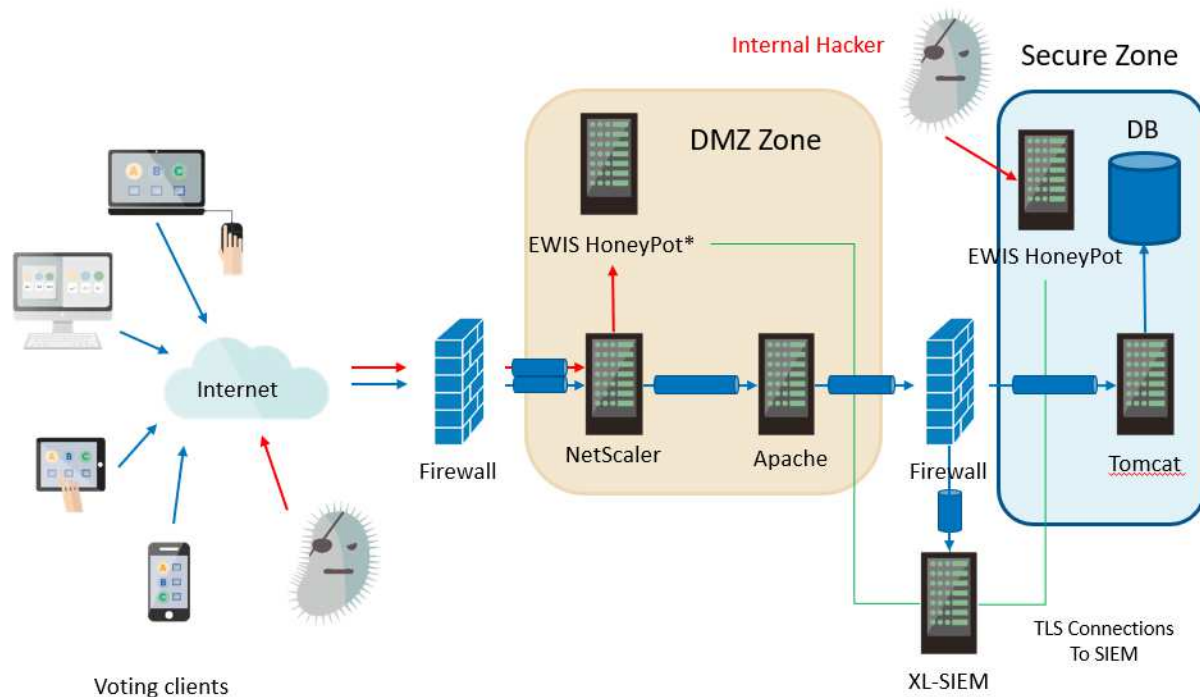 Internal Hacker
Secure Zone
DMZ Zone
DB
A B C
EWIS HoneyPot*
EWIS HoneyPot
Internet
A B C
Firewall
NetScaler
Apache
Firewall
Tomcat
A
B
C
TLS Connections
To SIEM
XL-SIEM
Voting clients